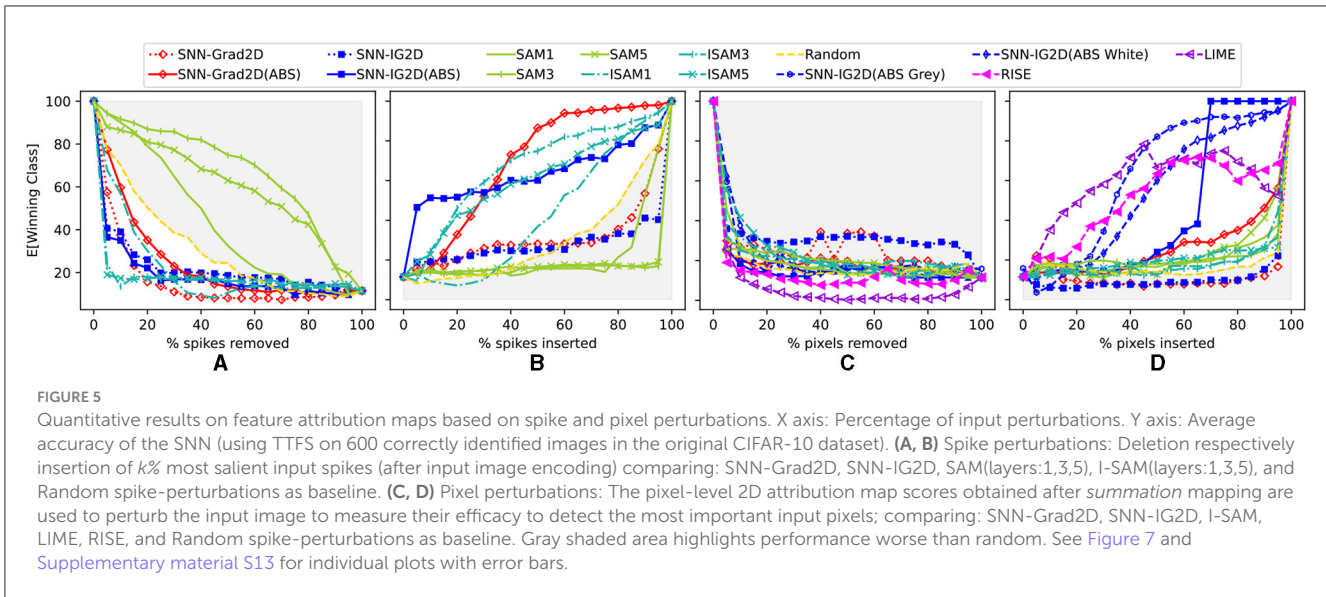 SNN-Grad2D SNN-IG2D SAM1 SAM5 ISAM3 Random SNN-IG2D(ABS White) LIME
SNN-Grad2D(ABS) SNN-IG2D(ABS) SAM3 ISAM1 ISAM5 SNN-IG2D(ABS Grey) RISE
E[Winning Class]
100
80
60
40
20
0 20 40 60 80 100
0 20 40 60 80 100
0 20 40 60 80 100
0 20 40 60 80 100
% spikes removed
% spikes inserted
% pixels removed
% pixels inserted
A
B
C
D
FIGURE 5
Quantitative results on feature attribution maps based on spike and pixel perturbations. X axis: Percentage of input perturbations. Y axis: Average
accuracy of the SNN (using TTFS on 600 correctly identified images in the original CIFAR-10 dataset). (A, B) Spike perturbations: Deletion respectively
insertion of k% most salient input spikes (after input image encoding) comparing: SNN-Grad2D, SNN-IG2D, SAM(layers:1,3,5), I-SAM(layers:1,3,5), and
Random spike-perturbations as baseline. (C, D) Pixel perturbations: The pixel-level 2D attribution map scores obtained after summation mapping are
used to perturb the input image to measure their efficacy to detect the most important input pixels; comparing: SNN-Grad2D, SNN-IG2D, I-SAM,
LIME, RISE, and Random spike-perturbations as baseline. Gray shaded area highlights performance worse than random. See Figure 7 and
Supplementary material S13 for individual plots with error bars.